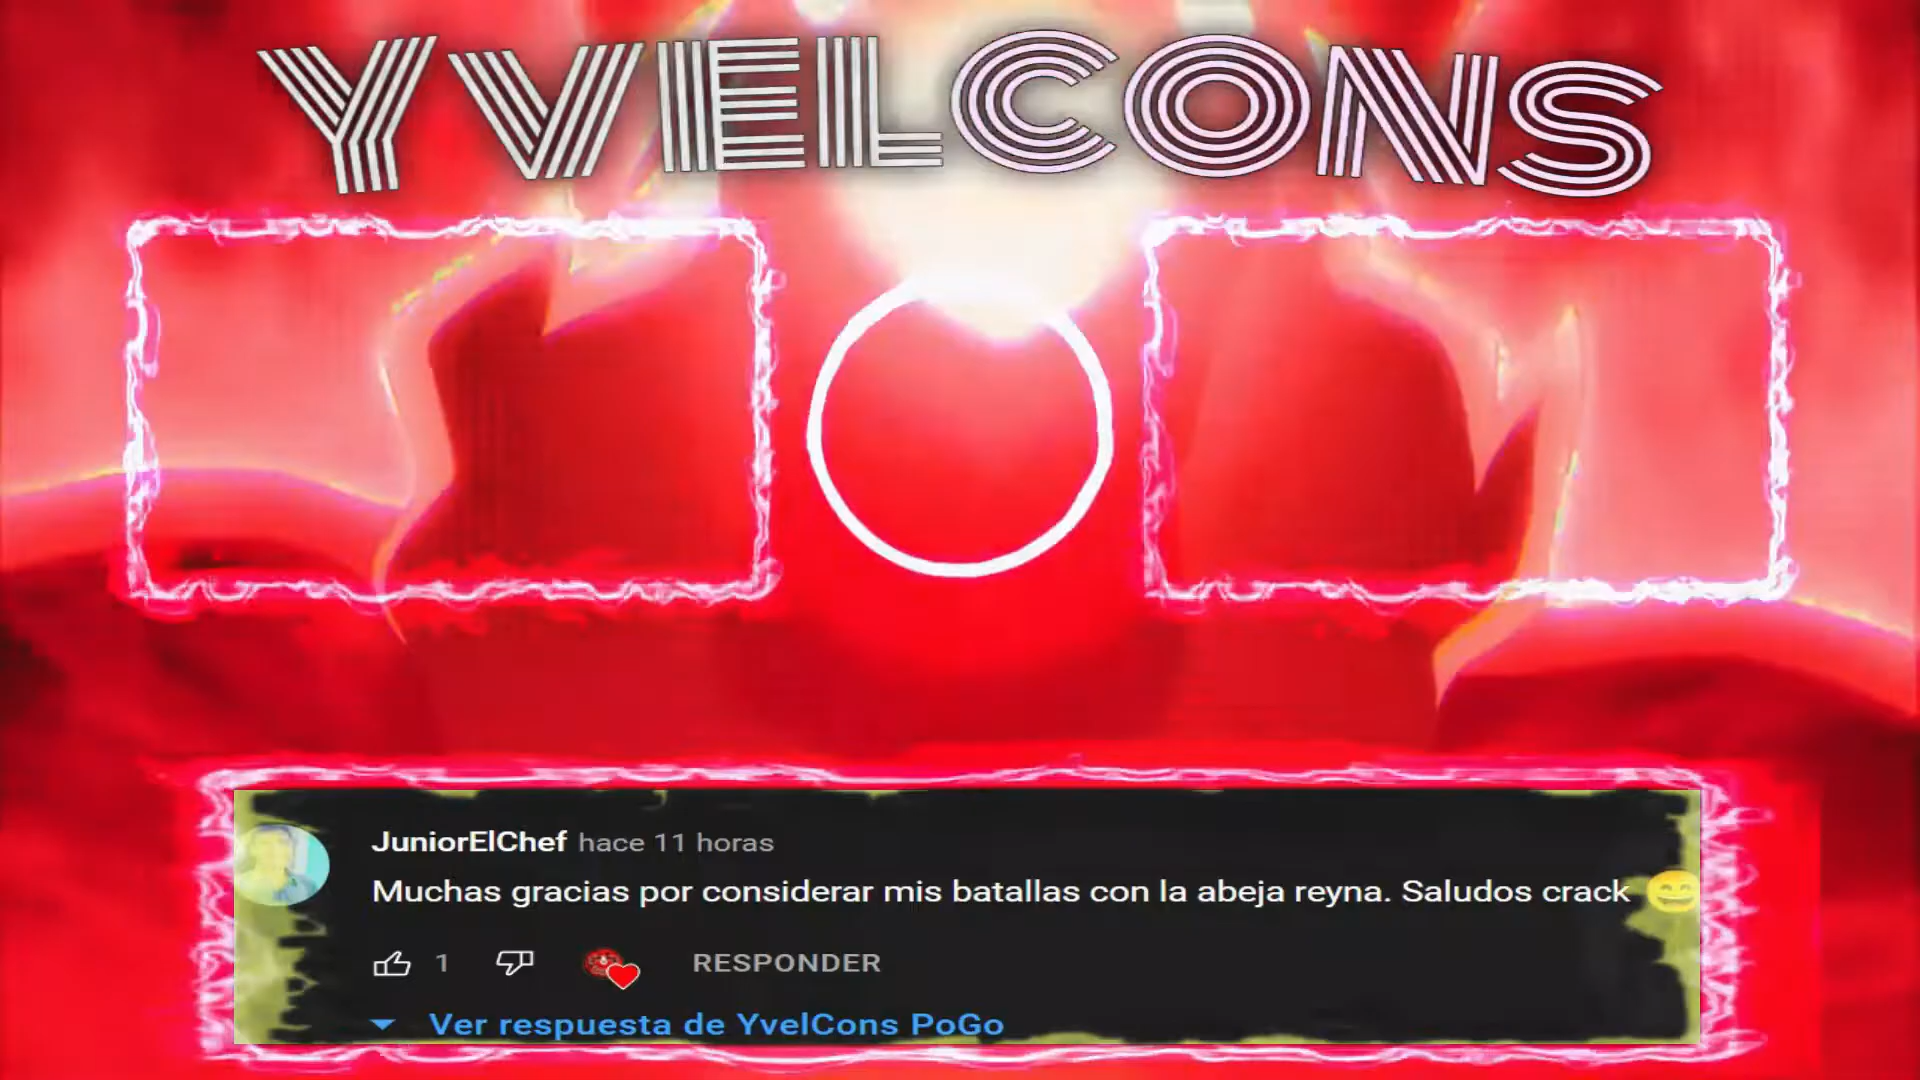 YVELCONS
JuniorElChef hace 11 horas
Muchas gracias por considerar mis batallas con la abeja reyna. Saludos crack 😄
1
RESPONDER
Ver respuesta de YvelCons PoGo